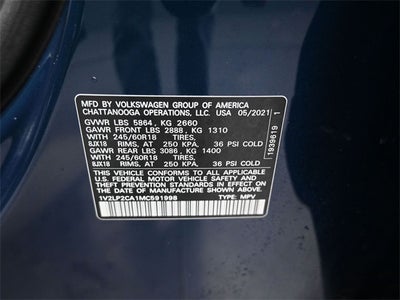 MFD BY VOLKSWAGEN GROUP OF AMERICA
CHATTANOOGA OPERATIONS, LLC. USA 05/2021
GVWR LBS 5864, KG 2660
GAWR FRONT LBS 2888, KG 1310
WITH 245/60R18 TIRES,
8JX18 RIMS, AT 250 KPA, 36 PSI COLD
GAWR REAR LBS 3086, KG 1400
WITH 245/60R18 TIRES,
8JX18 RIMS, AT 250 KPA, 36 PSI COLD
THIS VEHICLE CONFORMS TO ALL APPLICABLE
FEDERAL MOTOR VEHICLE SAFETY, BUMPER, AND
THEFT PREVENTION STANDARDS IN EFFECT ON THE
DATE OF MANUFACTURE SHOWN ABOVE.
1V2LP2CA1MC591998 TYPE: MPV
1939619 1